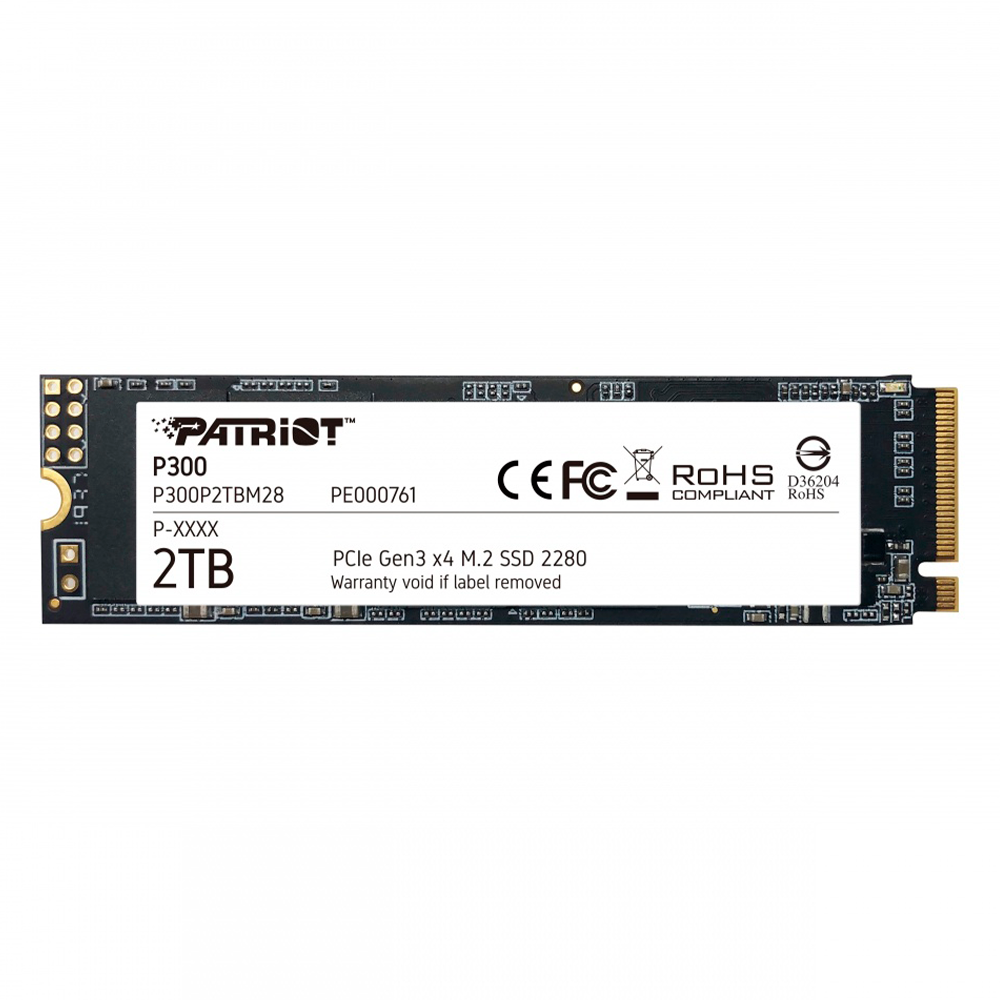 PATRIOT™
P300
P300P2TBM28 PE000761
CE FC RoHS
COMPLIANT
D36204
RoHS
P-XXXX
2TB
PCIe Gen3 x4 M.2 SSD 2280
Warranty void if label removed